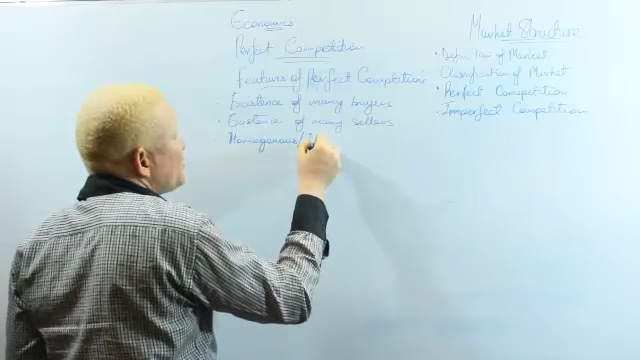 Economics
Perfect Competition
Features of Perfect Competition
· Existence of many buyers
· Existence of many sellers
· Homogenous/
Market Structure
· Definition of Market
· Classification of Market
· Perfect Competition
· Imperfect Competition